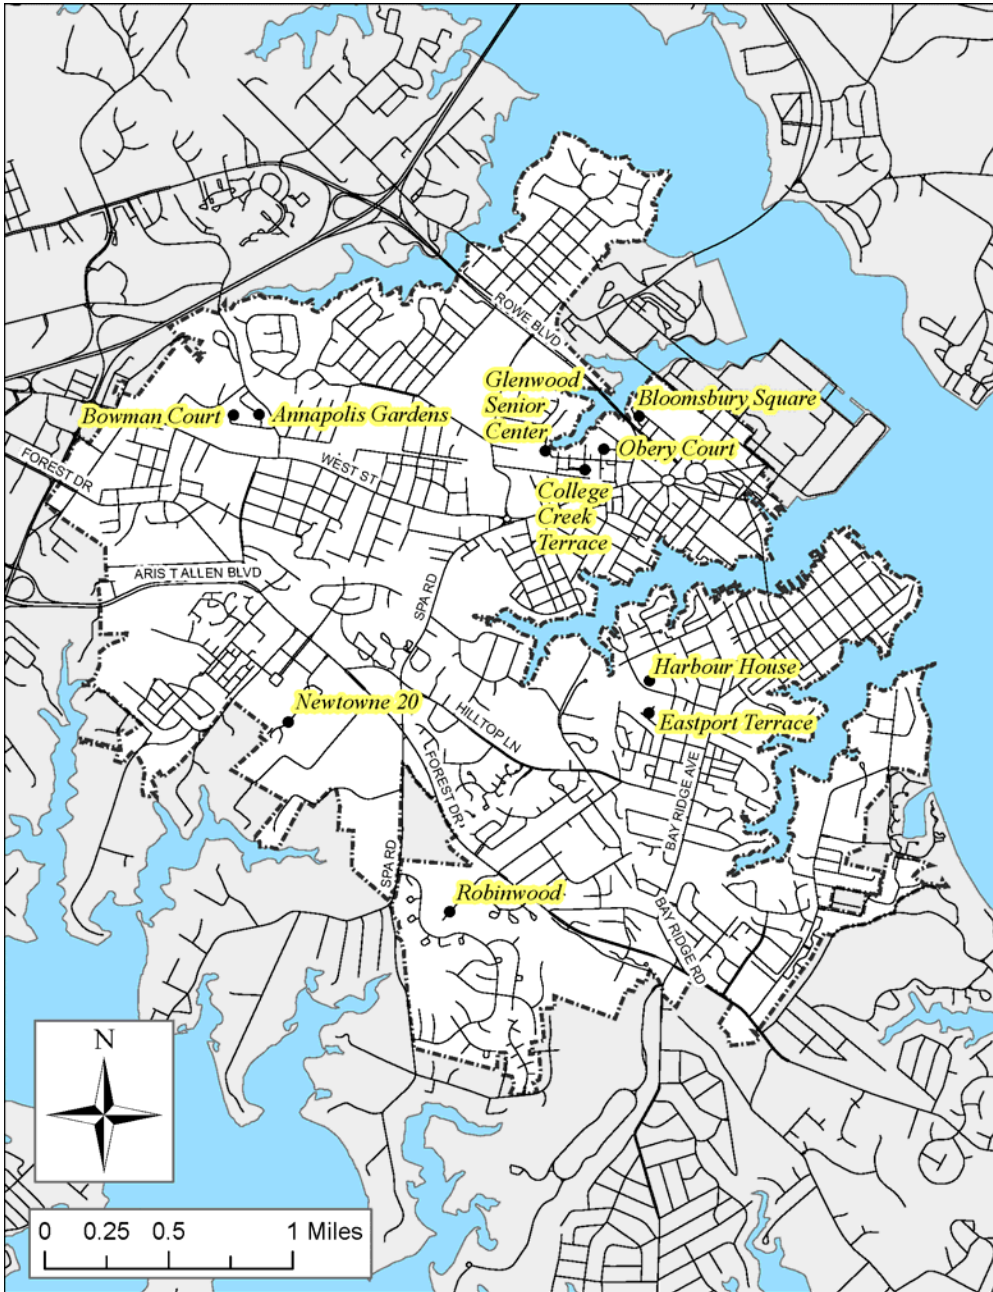 ROWE BLVD
Glenwood
Senior
Center
Bloomsbury Square
Bowman Court
Annapolis Gardens
Obery Court
FOREST DR
WEST ST
College
Creek
Terrace
ARIS T ALLEN BLVD
SPA RD
Harbour House
Newtowne 20
Eastport Terrace
HILLTOP LN
FOREST DR
BAY RIDGE AVE
SPA RD
Robinwood
BAY RIDGE RD
N
0 0.25 0.5 1 Miles